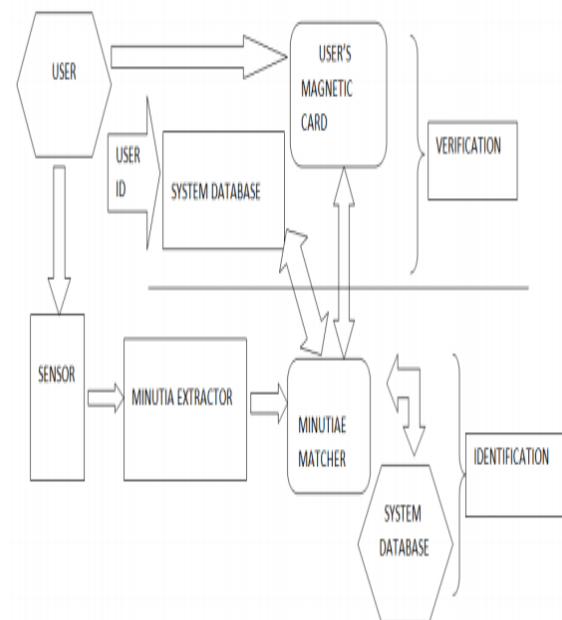 USER
USER'S
MAGNETIC
CARD
VERIFICATION
USER
ID
SYSTEM DATABASE
SENSOR
MINUTIA EXTRACTOR
MINUTIAE
MATCHER
IDENTIFICATION
SYSTEM
DATABASE